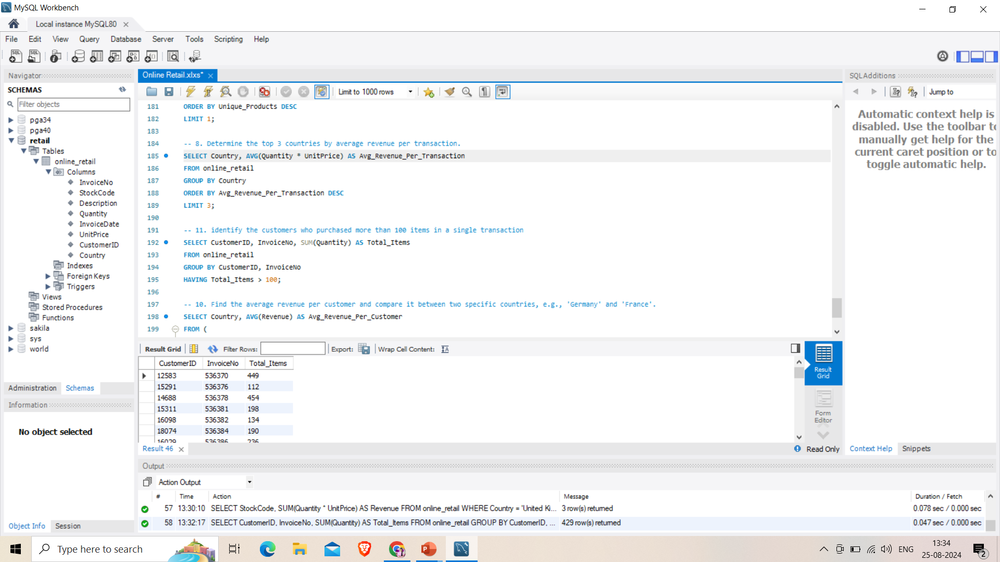 MySQL Workbench
Local instance MySQL80
File Edit View Query Database Server Tools Scripting Help
Navigator
SCHEMAS
Filter objects
pga34
pga40
retail
Tables
online_retail
Columns
InvoiceNo
StockCode
Description
Quantity
InvoiceDate
UnitPrice
CustomerID
Country
Indexes
Foreign Keys
Triggers
Views
Stored Procedures
Functions
sakila
sys
world
Administration Schemas
Information
No object selected
Object Info Session
Online Retail.xlxs*
Limit to 1000 rows
181 ORDER BY Unique_Products DESC
182 LIMIT 1;
183
184 -- 8. Determine the top 3 countries by average revenue per transaction.
185 SELECT Country, AVG(Quantity * UnitPrice) AS Avg_Revenue_Per_Transaction
186 FROM online_retail
187 GROUP BY Country
188 ORDER BY Avg_Revenue_Per_Transaction DESC
189 LIMIT 3;
190
191 -- 11. identify the customers who purchased more than 100 items in a single transaction
192 SELECT CustomerID, InvoiceNo, SUM(Quantity) AS Total_Items
193 FROM online_retail
194 GROUP BY CustomerID, InvoiceNo
195 HAVING Total_Items > 100;
196
197 -- 10. Find the average revenue per customer and compare it between two specific countries, e.g., 'Germany' and 'France'.
198 SELECT Country, AVG(Revenue) AS Avg_Revenue_Per_Customer
199 FROM (
Result Grid Filter Rows: Export: Wrap Cell Content:
CustomerID InvoiceNo Total_Items
12583 536370 449
15291 536376 112
14688 536378 454
15311 536381 198
16098 536382 134
18074 536384 190
16029 536386 236
Result Grid
Form Editor
Result 46
Read Only
SQLAdditions
Jump to
Automatic context help is
disabled. Use the toolbar to
manually get help for the
current caret position or to
toggle automatic help.
Context Help Snippets
Output
Action Output
# Time Action Message Duration / Fetch
57 13:30:10 SELECT StockCode, SUM(Quantity * UnitPrice) AS Revenue FROM online_retail WHERE Country = 'United Ki... 3 row(s) returned 0.078 sec / 0.000 sec
58 13:32:17 SELECT CustomerID, InvoiceNo, SUM(Quantity) AS Total_Items FROM online_retail GROUP BY CustomerID, ... 429 row(s) returned 0.047 sec / 0.000 sec
Type here to search
ENG
13:34
25-08-2024
2